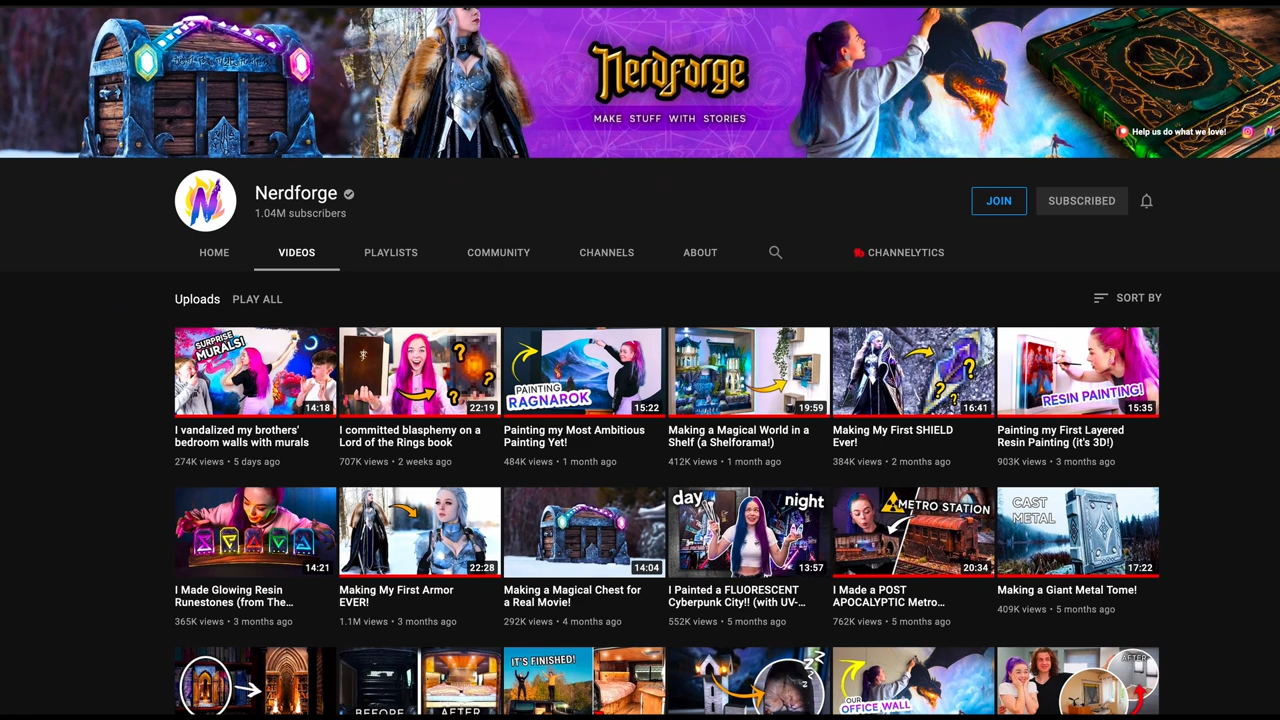 Nerdforge
MAKE STUFF WITH STORIES
Help us do what we love!
Nerdforge
1.04M subscribers
JOIN
SUBSCRIBED
HOME
VIDEOS
PLAYLISTS
COMMUNITY
CHANNELS
ABOUT
CHANNELYTICS
Uploads
PLAY ALL
SORT BY
SURPRISE
MURALS!
14:18
22:19
PAINTING
RAGNAROK
15:22
19:59
16:41
RESIN PAINTING!
15:35
I vandalized my brothers'
bedroom walls with murals
274K views • 5 days ago
I committed blasphemy on a
Lord of the Rings book
707K views • 2 weeks ago
Painting my Most Ambitious
Painting Yet!
484K views • 1 month ago
Making a Magical World in a
Shelf (a Shelforama!)
412K views • 1 month ago
Making My First SHIELD
Ever!
384K views • 2 months ago
Painting my First Layered
Resin Painting (it's 3D!)
903K views • 3 months ago
14:21
22:28
14:04
day
night
13:57
METRO STATION
20:34
CAST
METAL
17:22
I Made Glowing Resin
Runestones (from The...
365K views • 3 months ago
Making My First Armor
EVER!
1.1M views • 3 months ago
Making a Magical Chest for
a Real Movie!
292K views • 4 months ago
I Painted a FLUORESCENT
Cyberpunk City!! (with UV-...
552K views • 5 months ago
I Made a POST
APOCALYPTIC Metro...
762K views • 5 months ago
Making a Giant Metal Tome!
409K views • 5 months ago
BEFORE
AFTER
IT'S FINISHED!
ZZZ
OUR
OFFICE WALL
AFTER